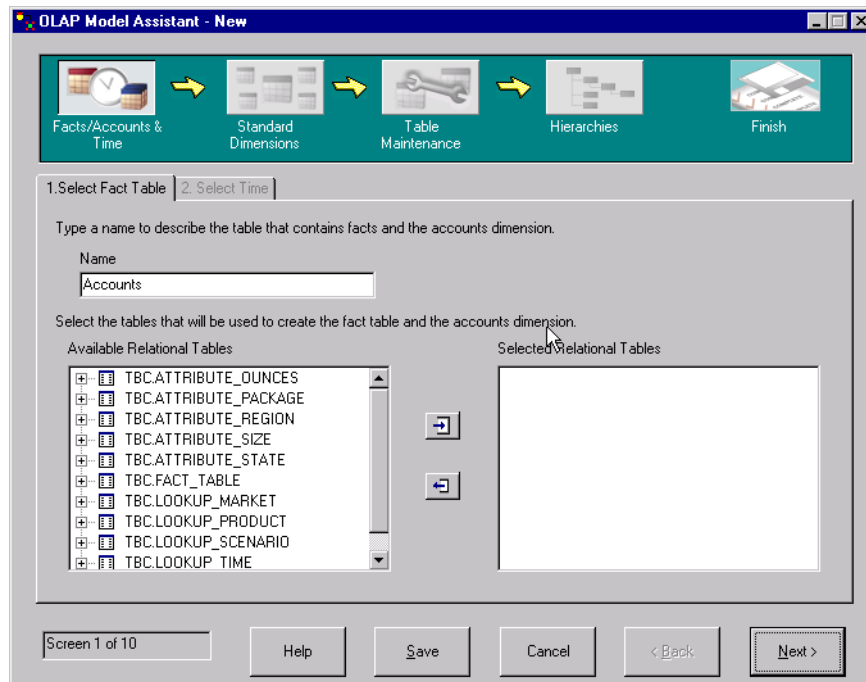 OLAP Model Assistant - New
Facts/Accounts &
Time
Standard
Dimensions
Table
Maintenance
Hierarchies
Finish
1.Select Fact Table
2. Select Time
Type a name to describe the table that contains facts and the accounts dimension.
Name
Accounts
Select the tables that will be used to create the fact table and the accounts dimension.
Available Relational Tables
Selected Relational Tables
TBC.ATTRIBUTE_OUNCES
TBC.ATTRIBUTE_PACKAGE
TBC.ATTRIBUTE_REGION
TBC.ATTRIBUTE_SIZE
TBC.ATTRIBUTE_STATE
TBC.FACT_TABLE
TBC.LOOKUP_MARKET
TBC.LOOKUP_PRODUCT
TBC.LOOKUP_SCENARIO
TBC.LOOKUP_TIME
Screen 1 of 10
Help
Save
Cancel
< Back
Next >